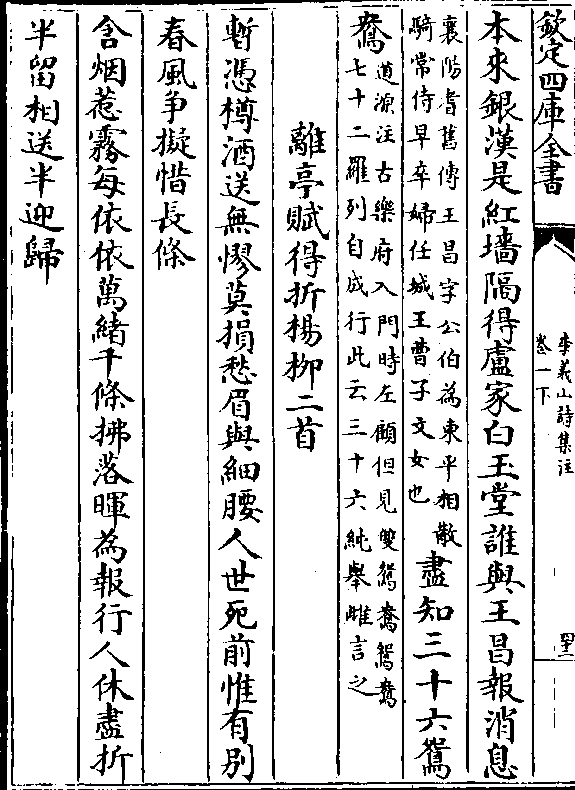 欽定四庫全書
李義山詩集注
卷一下
四十二
本來銀漢是紅墻隔得盧家白玉堂誰與王昌報消息
襄陽耆舊傳王昌字公伯為東平相散
騎常侍早卒婦任城王曹子文女也
盡知三十六鴛
鴦
道源注古樂府入門時左顧但見雙鴛鴦鴛鴦
七十二羅列自成行此云三十六純舉雌言之
離亭賦得折楊柳二首
暫憑樽酒送無憀莫損愁眉與細腰人世死前惟有別
春風争擬惜長條
含烟惹霧每依依萬緒千條拂落暉為報行人休盡折
半留相送半迎歸